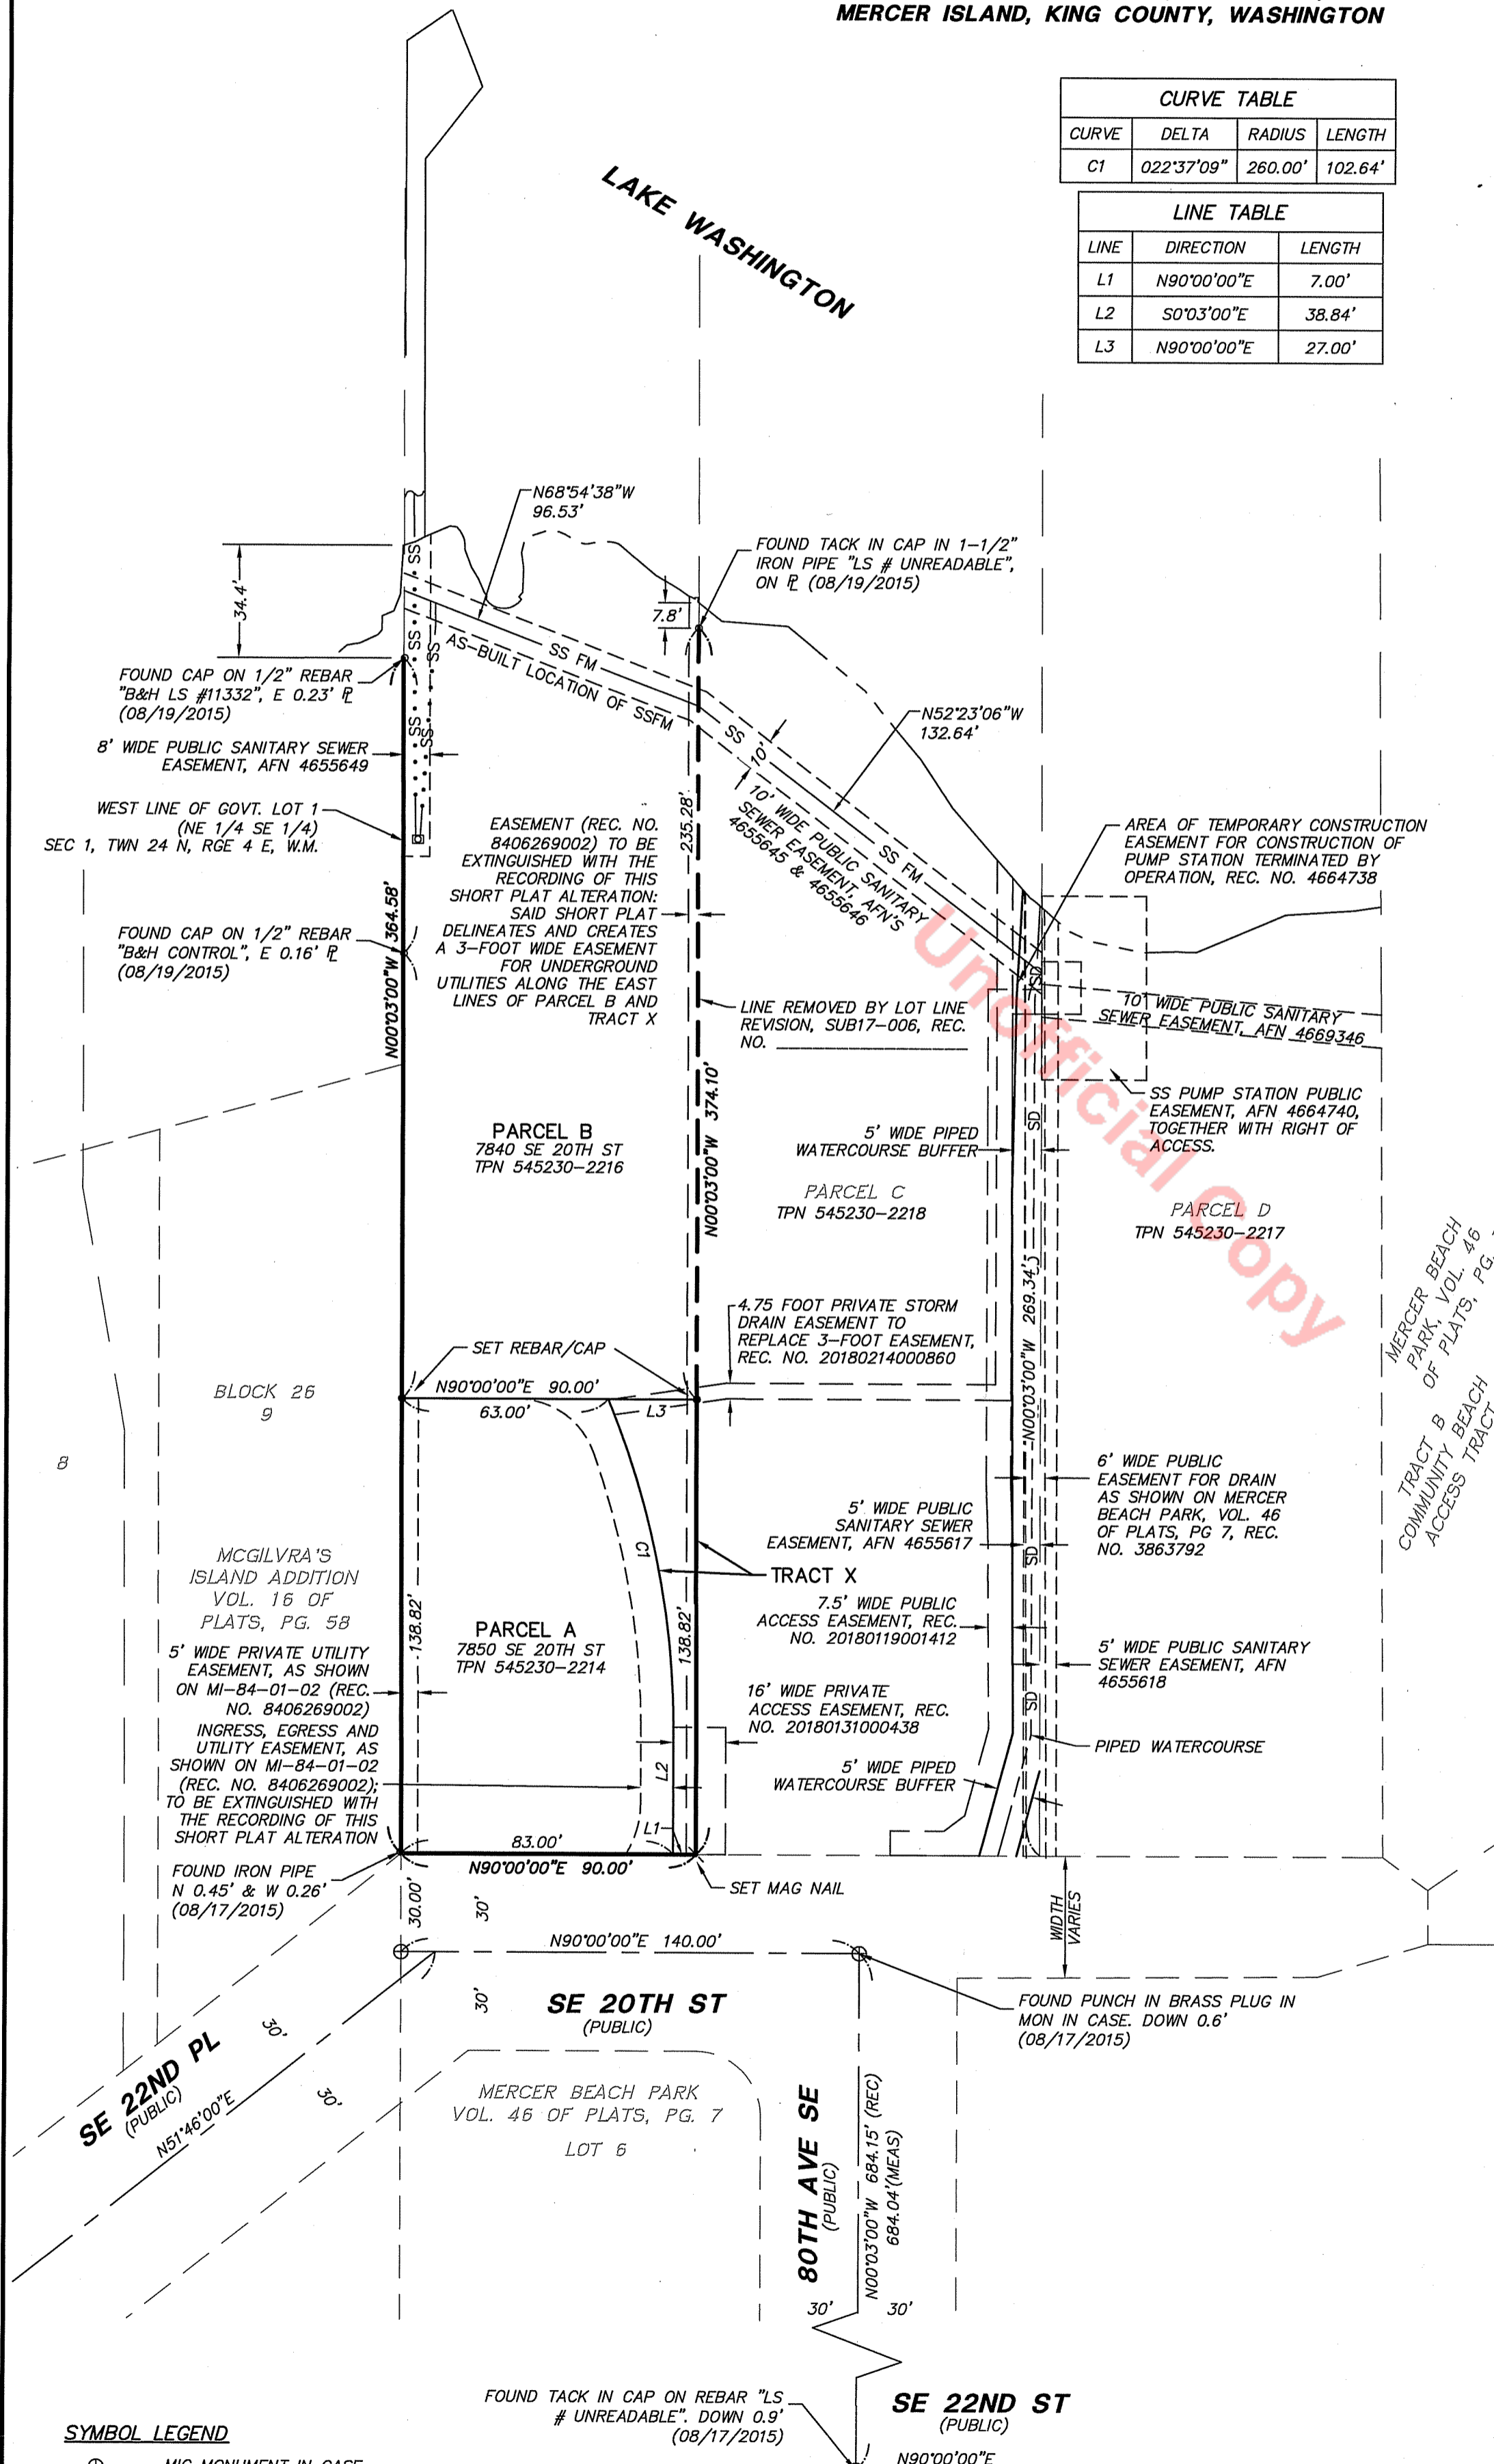 MERCER ISLAND, KING COUNTY, WASHINGTON
CURVE TABLE
CURVE DELTA RADIUS LENGTH
C1 022°37'09" 260.00' 102.64'
LINE TABLE
LINE DIRECTION LENGTH
L1 N90°00'00"E 7.00'
L2 S0°03'00"E 38.84'
L3 N90°00'00"E 27.00'
LAKE WASHINGTON
N68°54'38"W
96.53'
FOUND TACK IN CAP IN 1-1/2"
IRON PIPE "LS # UNREADABLE",
ON PL (08/19/2015)
34.4'
7.8'
SS
SS
SS
SS
SS
SS FM
AS-BUILT LOCATION OF SSFM
FOUND CAP ON 1/2" REBAR
"B&H LS #11332", E 0.23' PL
(08/19/2015)
8' WIDE PUBLIC SANITARY SEWER
EASEMENT, AFN 4655649
WEST LINE OF GOVT. LOT 1
(NE 1/4 SE 1/4)
SEC 1, TWN 24 N, RGE 4 E, W.M.
N52°23'06"W
132.64'
SS
10'
SS FM
10' WIDE PUBLIC SANITARY
SEWER EASEMENT, AFN'S
4655645 & 4655646
235.28'
EASEMENT (REC. NO.
8406269002) TO BE
EXTINGUISHED WITH THE
RECORDING OF THIS
SHORT PLAT ALTERATION:
SAID SHORT PLAT
DELINEATES AND CREATES
A 3-FOOT WIDE EASEMENT
FOR UNDERGROUND
UTILITIES ALONG THE EAST
LINES OF PARCEL B AND
TRACT X
AREA OF TEMPORARY CONSTRUCTION
EASEMENT FOR CONSTRUCTION OF
PUMP STATION TERMINATED BY
OPERATION, REC. NO. 4664738
FOUND CAP ON 1/2" REBAR
"B&H CONTROL", E 0.16' PL
(08/19/2015)
N00°03'00"W 364.58'
LINE REMOVED BY LOT LINE
REVISION, SUB17-006, REC.
NO.
SD
10' WIDE PUBLIC SANITARY
SEWER EASEMENT, AFN 4669346
Unofficial Copy
SS PUMP STATION PUBLIC
EASEMENT, AFN 4664740,
TOGETHER WITH RIGHT OF
ACCESS.
N00°03'00"W 374.10'
PARCEL B
7840 SE 20TH ST
TPN 545230-2216
5' WIDE PIPED
WATERCOURSE BUFFER
SD
PARCEL C
TPN 545230-2218
PARCEL D
TPN 545230-2217
N00°03'00"W 269.34'
MERCER BEACH
PARK, VOL. 46
OF PLATS, PG.
TRACT B
COMMUNITY BEACH
ACCESS TRACT
4.75 FOOT PRIVATE STORM
DRAIN EASEMENT TO
REPLACE 3-FOOT EASEMENT,
REC. NO. 20180214000860
SET REBAR/CAP
N90°00'00"E 90.00'
63.00'
L3
BLOCK 26
9
8
6' WIDE PUBLIC
EASEMENT FOR DRAIN
AS SHOWN ON MERCER
BEACH PARK, VOL. 46
OF PLATS, PG 7, REC.
NO. 3863792
5' WIDE PUBLIC
SANITARY SEWER
EASEMENT, AFN 4655617
C1
SD
MCGILVRA'S
ISLAND ADDITION
VOL. 16 OF
PLATS, PG. 58
TRACT X
7.5' WIDE PUBLIC
ACCESS EASEMENT, REC.
NO. 20180119001412
138.82'
PARCEL A
7850 SE 20TH ST
TPN 545230-2214
138.82'
5' WIDE PRIVATE UTILITY
EASEMENT, AS SHOWN
ON MI-84-01-02 (REC.
NO. 8406269002)
5' WIDE PUBLIC SANITARY
SEWER EASEMENT, AFN
4655618
16' WIDE PRIVATE
ACCESS EASEMENT, REC.
NO. 20180131000438
SD
INGRESS, EGRESS AND
UTILITY EASEMENT, AS
SHOWN ON MI-84-01-02
(REC. NO. 8406269002);
TO BE EXTINGUISHED WITH
THE RECORDING OF THIS
SHORT PLAT ALTERATION
L2
PIPED WATERCOURSE
5' WIDE PIPED
WATERCOURSE BUFFER
L1
83.00'
N90°00'00"E 90.00'
FOUND IRON PIPE
N 0.45' & W 0.26'
(08/17/2015)
SET MAG NAIL
30.00'
30'
WIDTH
VARIES
N90°00'00"E 140.00'
30'
SE 20TH ST
(PUBLIC)
FOUND PUNCH IN BRASS PLUG IN
MON IN CASE. DOWN 0.6'
(08/17/2015)
SE 22ND PL
(PUBLIC)
N51°46'00"E
30'
30'
MERCER BEACH PARK
VOL. 46 OF PLATS, PG. 7
LOT 6
80TH AVE SE
(PUBLIC)
N00°03'00"W 684.15' (REC)
684.04'(MEAS)
30' 30'
FOUND TACK IN CAP ON REBAR "LS
# UNREADABLE". DOWN 0.9'
(08/17/2015)
SE 22ND ST
(PUBLIC)
N90°00'00"E
SYMBOL LEGEND
MIC MONUMENT IN CASE